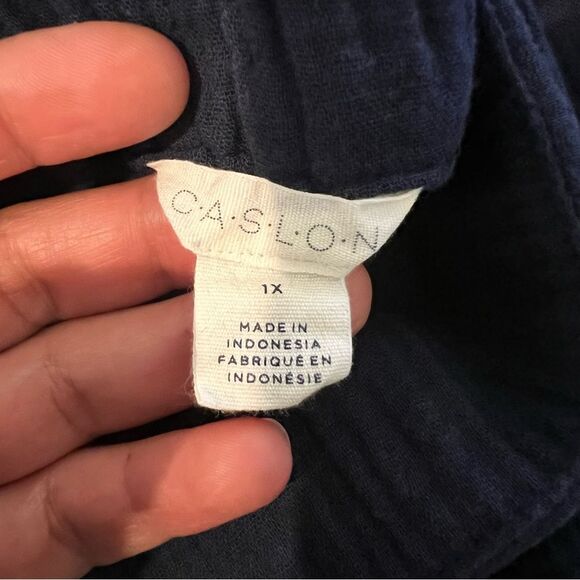 C·A·S·L·O·N
1X
MADE IN
INDONESIA
FABRIQUÉ EN
INDONÉSIE